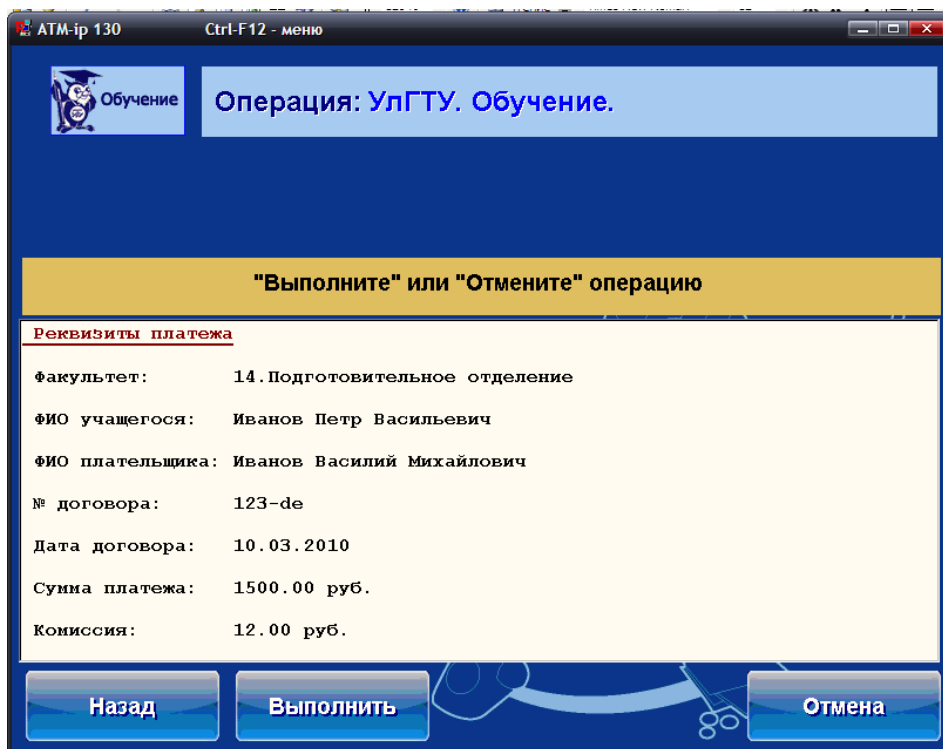 ATM-ip 130 Ctrl-F12 - меню
Обучение
Операция: УлГТУ. Обучение.
"Выполните" или "Отмените" операцию
Реквизиты платежа
Факультет: 14.Подготовительное отделение
ФИО учащегося: Иванов Петр Васильевич
ФИО плательщика: Иванов Василий Михайлович
№ договора: 123-de
Дата договора: 10.03.2010
Сумма платежа: 1500.00 руб.
Комиссия: 12.00 руб.
Назад Выполнить Отмена